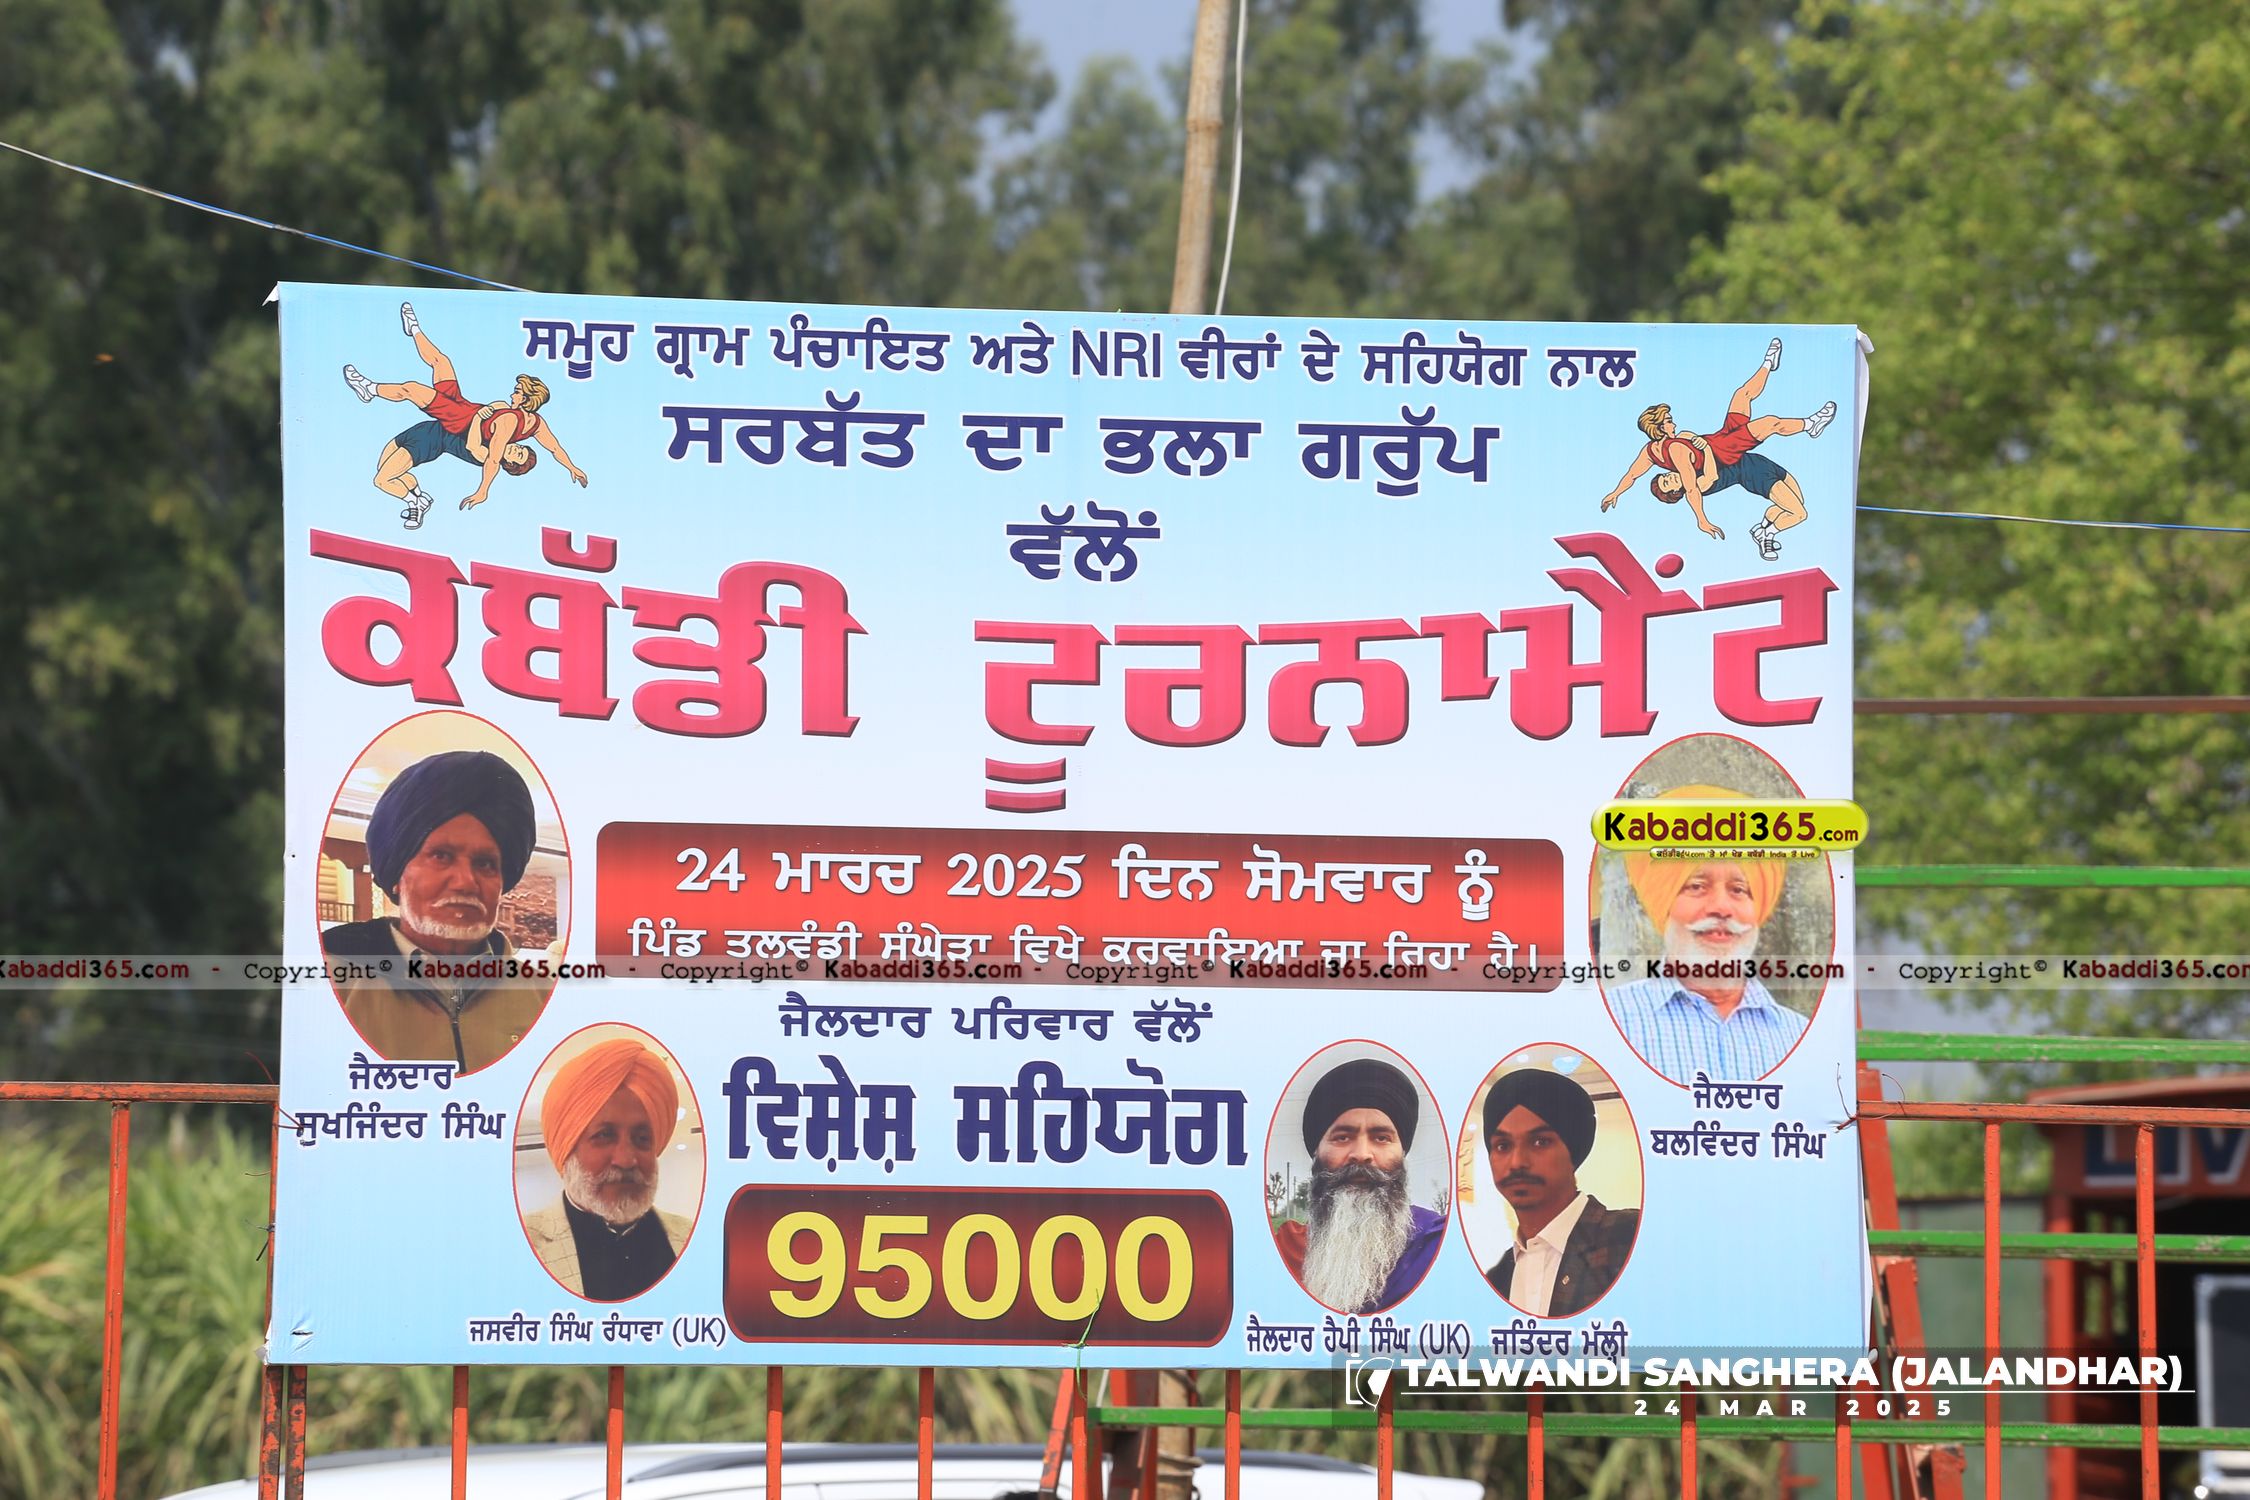 ਸਮੂਹ ਗ੍ਰਾਮ ਪੰਚਾਇਤ ਅਤੇ NRI ਵੀਰਾਂ ਦੇ ਸਹਿਯੋਗ ਨਾਲ
ਸਰਬੱਤ ਦਾ ਭਲਾ ਗਰੁੱਪ
ਵੱਲੋਂ
ਕਬੱਡੀ ਟੂਰਨਾਮੈਂਟ
24 ਮਾਰਚ 2025 ਦਿਨ ਸੋਮਵਾਰ ਨੂੰ
ਪਿੰਡ ਤਲਵੰਡੀ ਸੰਘੇੜਾ ਵਿਖੇ ਕਰਵਾਇਆ ਜਾ ਰਿਹਾ ਹੈ।
Kabaddi365.com
Kabaddi365.com - Copyright© Kabaddi365.com - Copyright© Kabaddi365.com - Copyright© Kabaddi365.com - Copyright© Kabaddi365.com - Copyright© Kabaddi365.com
ਜੈਲਦਾਰ ਪਰਿਵਾਰ ਵੱਲੋਂ
ਵਿਸ਼ੇਸ਼ ਸਹਿਯੋਗ
95000
ਜੈਲਦਾਰ
ਸੁਖਜਿੰਦਰ ਸਿੰਘ
ਜੈਲਦਾਰ
ਬਲਵਿੰਦਰ ਸਿੰਘ
ਜਸਵੀਰ ਸਿੰਘ ਰੰਧਾਵਾ (UK)
ਜੈਲਦਾਰ ਹੈਪੀ ਸਿੰਘ (UK)
ਜਤਿੰਦਰ ਮੱਲ੍ਹੀ
LIV
TALWANDI SANGHERA (JALANDHAR)
24 MAR 2025